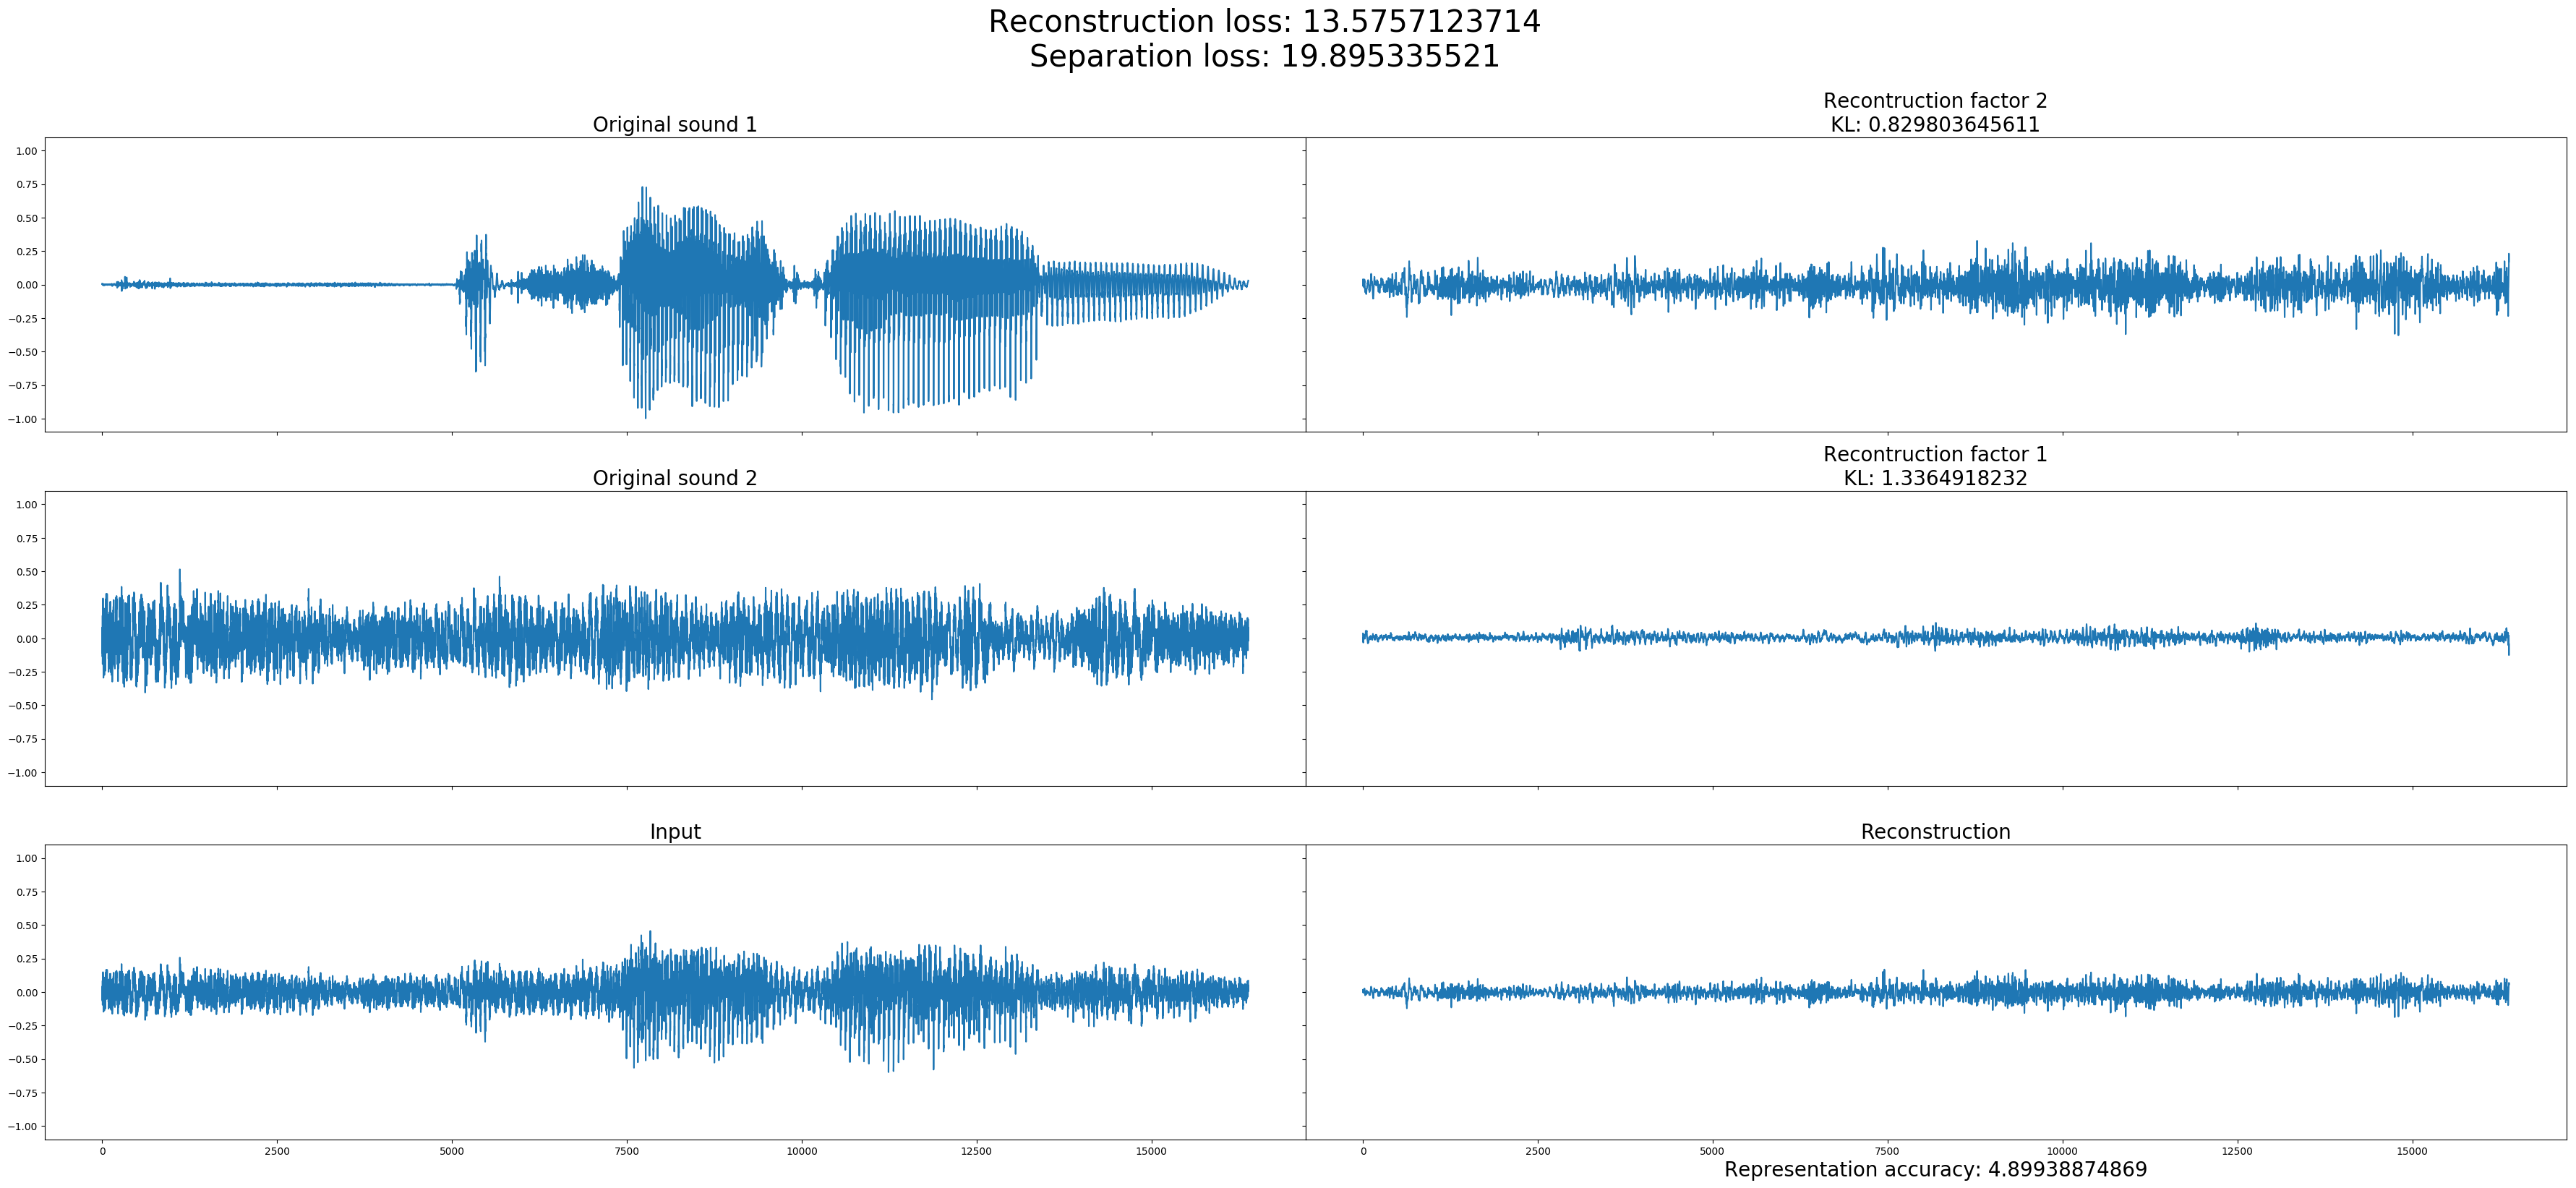 Reconstruction loss: 13.5757123714
Separation loss: 19.895335521
Original sound 1
1.00
0.75
0.50
0.25
0.00
−0.25
−0.50
−0.75
−1.00
Recontruction factor 2
KL: 0.829803645611
Original sound 2
1.00
0.75
0.50
0.25
0.00
−0.25
−0.50
−0.75
−1.00
Recontruction factor 1
KL: 1.3364918232
Input
1.00
0.75
0.50
0.25
0.00
−0.25
−0.50
−0.75
−1.00
0 2500 5000 7500 10000 12500 15000
Reconstruction
0 2500 5000 7500 10000 12500 15000
Representation accuracy: 4.89938874869